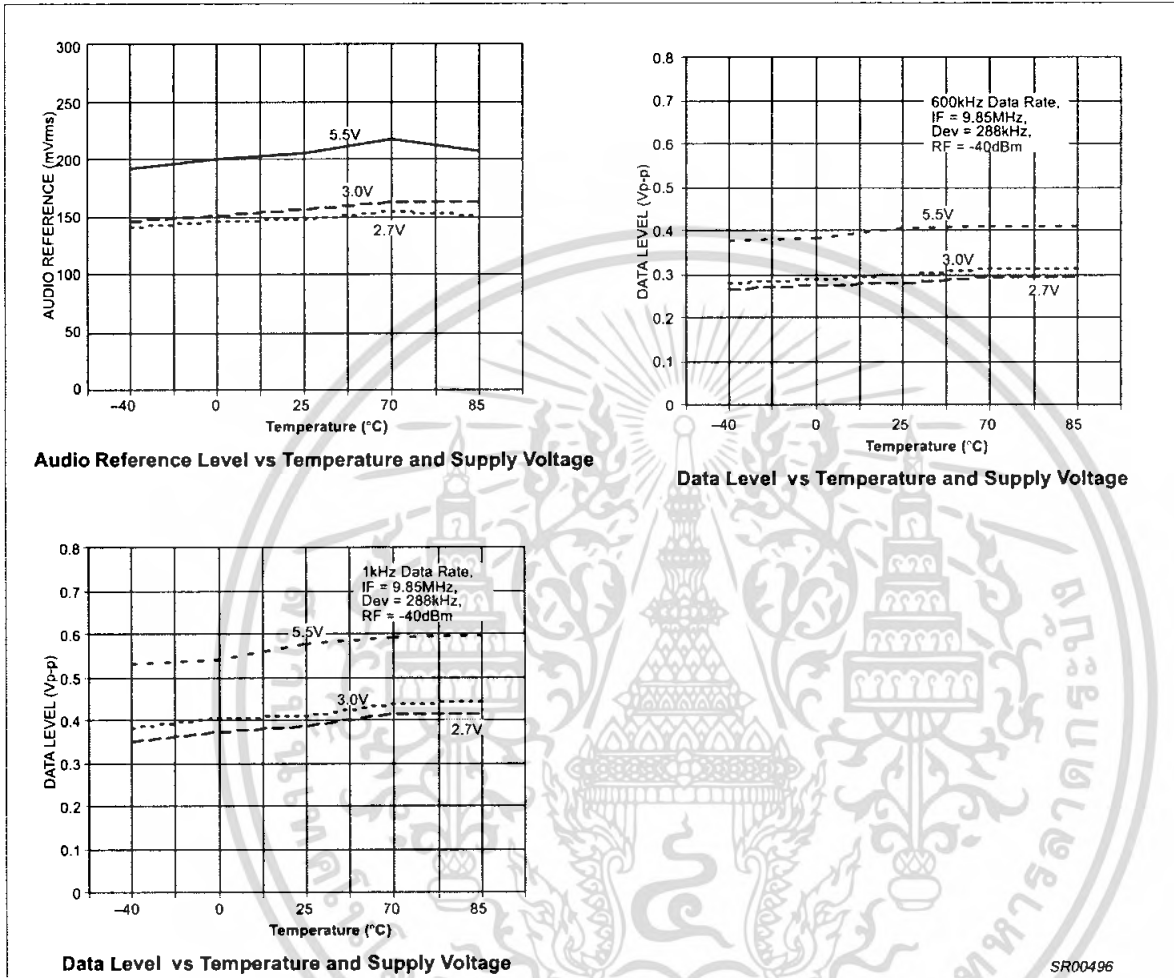 300
250
200
150
100
50
0
AUDIO REFERENCE (mVrms)
5.5V
3.0V
2.7V
-40 0 25 70 85
Temperature (°C)
Audio Reference Level vs Temperature and Supply Voltage
0.8
0.7
0.6
0.5
0.4
0.3
0.2
0.1
0
DATA LEVEL (Vp-p)
600kHz Data Rate,
IF = 9.85MHz,
Dev = 288kHz,
RF = -40dBm
5.5V
3.0V
2.7V
-40 0 25 70 85
Temperature (°C)
Data Level vs Temperature and Supply Voltage
0.8
0.7
0.6
0.5
0.4
0.3
0.2
0.1
0
DATA LEVEL (Vp-p)
1kHz Data Rate,
IF = 9.85MHz,
Dev = 288kHz,
RF = -40dBm
5.5V
3.0V
2.7V
-40 0 25 70 85
Temperature (°C)
Data Level vs Temperature and Supply Voltage
SR00496